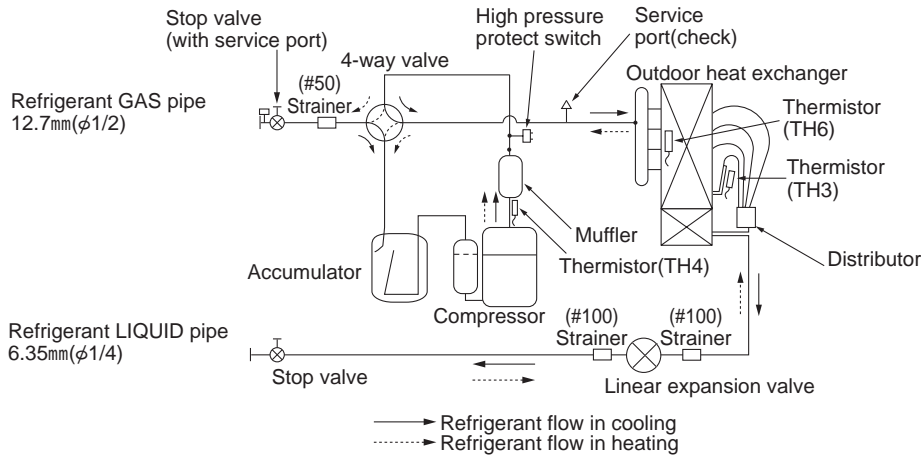 Stop valve
(with service port)
High pressure
protect switch
Service
port(check)
4-way valve
(#50)
Strainer
Outdoor heat exchanger
Refrigerant GAS pipe
12.7㎜(ϕ1/2)
Thermistor
(TH6)
Thermistor
(TH3)
Muffler
Distributor
Accumulator
Thermistor(TH4)
Compressor
(#100)
Strainer
(#100)
Strainer
Refrigerant LIQUID pipe
6.35㎜(ϕ1/4)
Stop valve
Linear expansion valve
Refrigerant flow in cooling
Refrigerant flow in heating